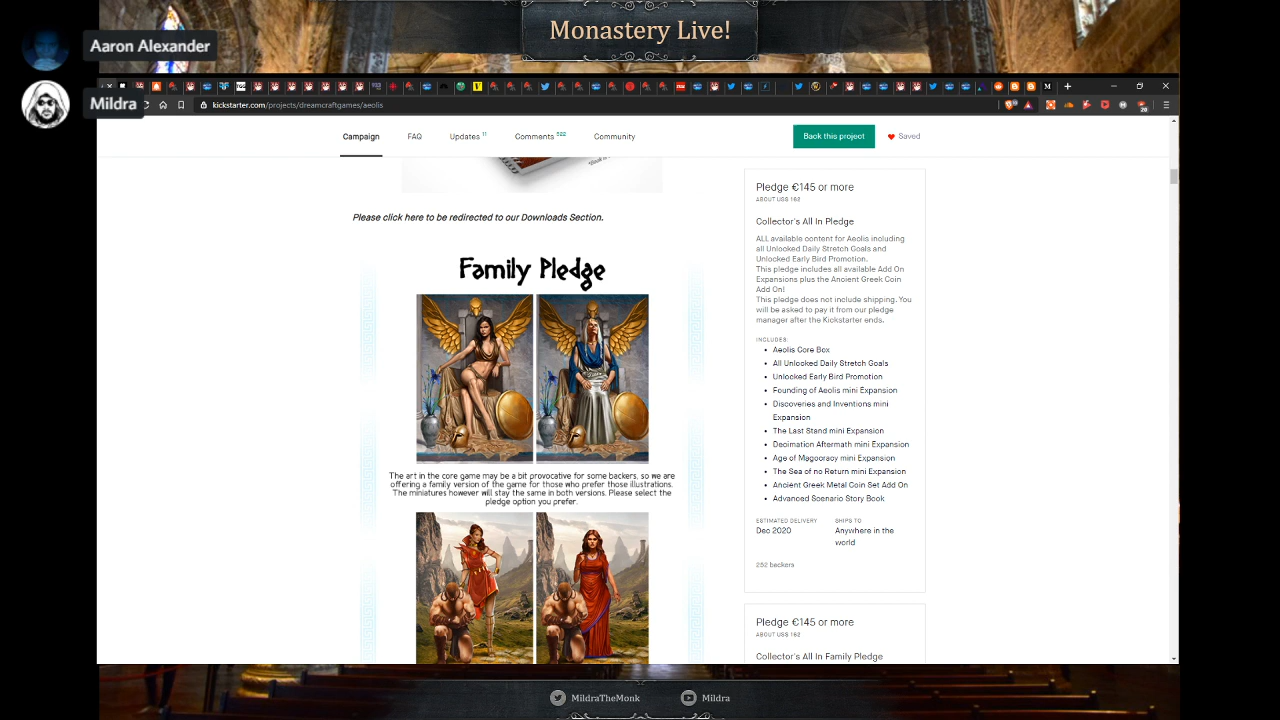 Monastery Live!
Aaron Alexander
Mildra
kickstarter.com/projects/dreamcraftgames/aeolis
Campaign
FAQ
Updates 11
Comments 522
Community
Back this project
Saved
Please click here to be redirected to our Downloads Section.
Family Pledge
The art in the core game may be a bit provocative for some backers, so we are
offering a family version of the game for those who prefer those illustrations.
The miniatures however will stay the same in both versions. Please select the
pledge option you prefer.
Pledge €145 or more
ABOUT US$ 162
Collector's All In Pledge
ALL available content for Aeolis including
all Unlocked Daily Stretch Goals and
Unlocked Early Bird Promotion.
This pledge includes all available Add On
Expansions plus the Ancient Greek Coin
Add On!
This pledge does not include shipping. You
will be asked to pay it from our pledge
manager after the Kickstarter ends.
INCLUDES:
• Aeolis Core Box
• All Unlocked Daily Stretch Goals
• Unlocked Early Bird Promotion
• Founding of Aeolis mini Expansion
• Discoveries and Inventions mini
Expansion
• The Last Stand mini Expansion
• Decimation Aftermath mini Expansion
• Age of Magocracy mini Expansion
• The Sea of no Return mini Expansion
• Ancient Greek Metal Coin Set Add On
• Advanced Scenario Story Book
ESTIMATED DELIVERY
Dec 2020
SHIPS TO
Anywhere in the
world
252 backers
Pledge €145 or more
ABOUT US$ 162
Collector's All In Family Pledge
MildraTheMonk
Mildra